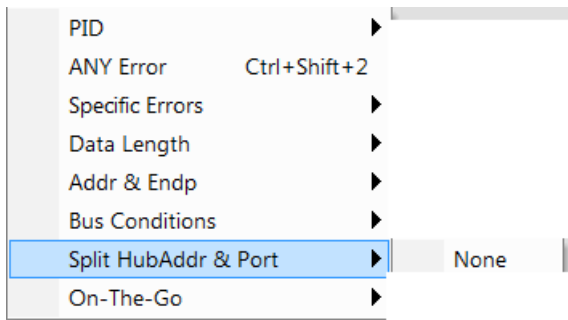 PID
ANY Error Ctrl+Shift+2
Specific Errors
Data Length
Addr & Endp
Bus Conditions
Split HubAddr & Port None
On-The-Go